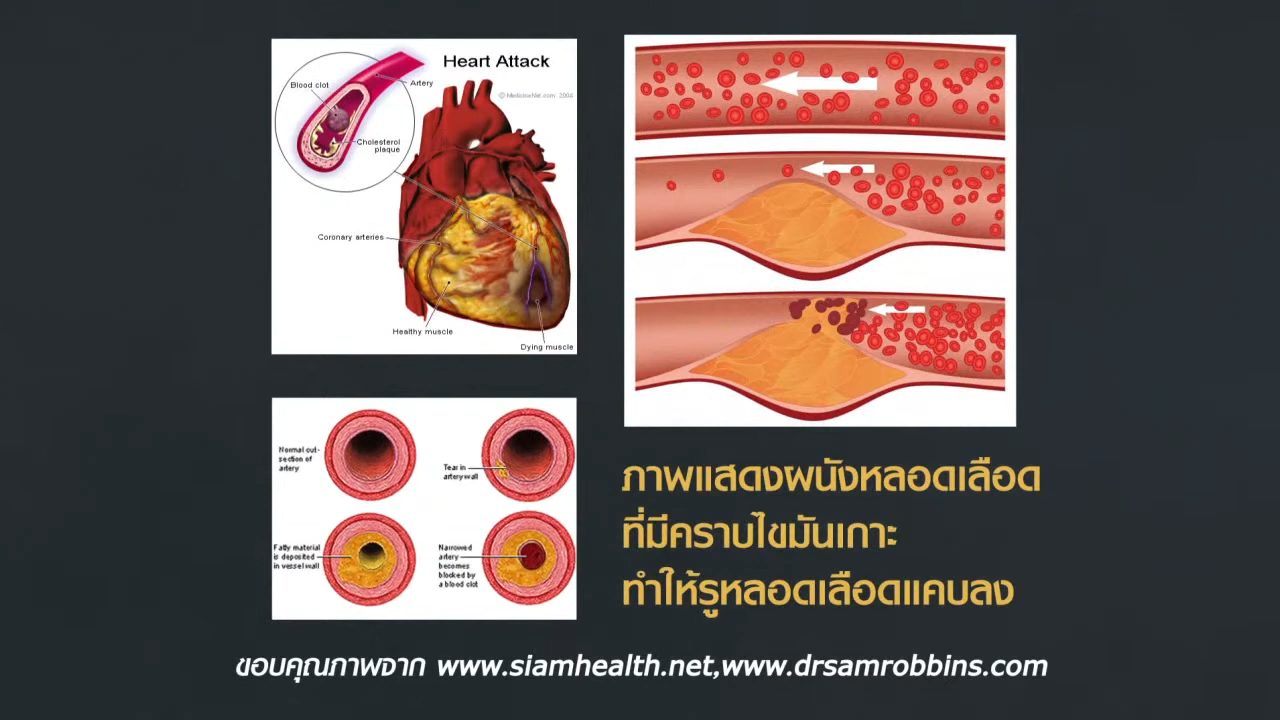 Heart Attack
© MedicineNet.com 2004
Blood clot
Artery
Cholesterol
plaque
Coronary arteries
Healthy muscle
Dying muscle
Normal cut-
section of
artery
Tear in
artery wall
Fatty material
is deposited
in vessel wall
Narrowed
artery
becomes
blocked by
a blood clot
ภาพแสดงผนังหลอดเลือด
ที่มีคราบไขมันเกาะ
ทำให้รูหลอดเลือดแคบลง
ขอบคุณภาพจาก www.siamhealth.net,www.drsamrobbins.com